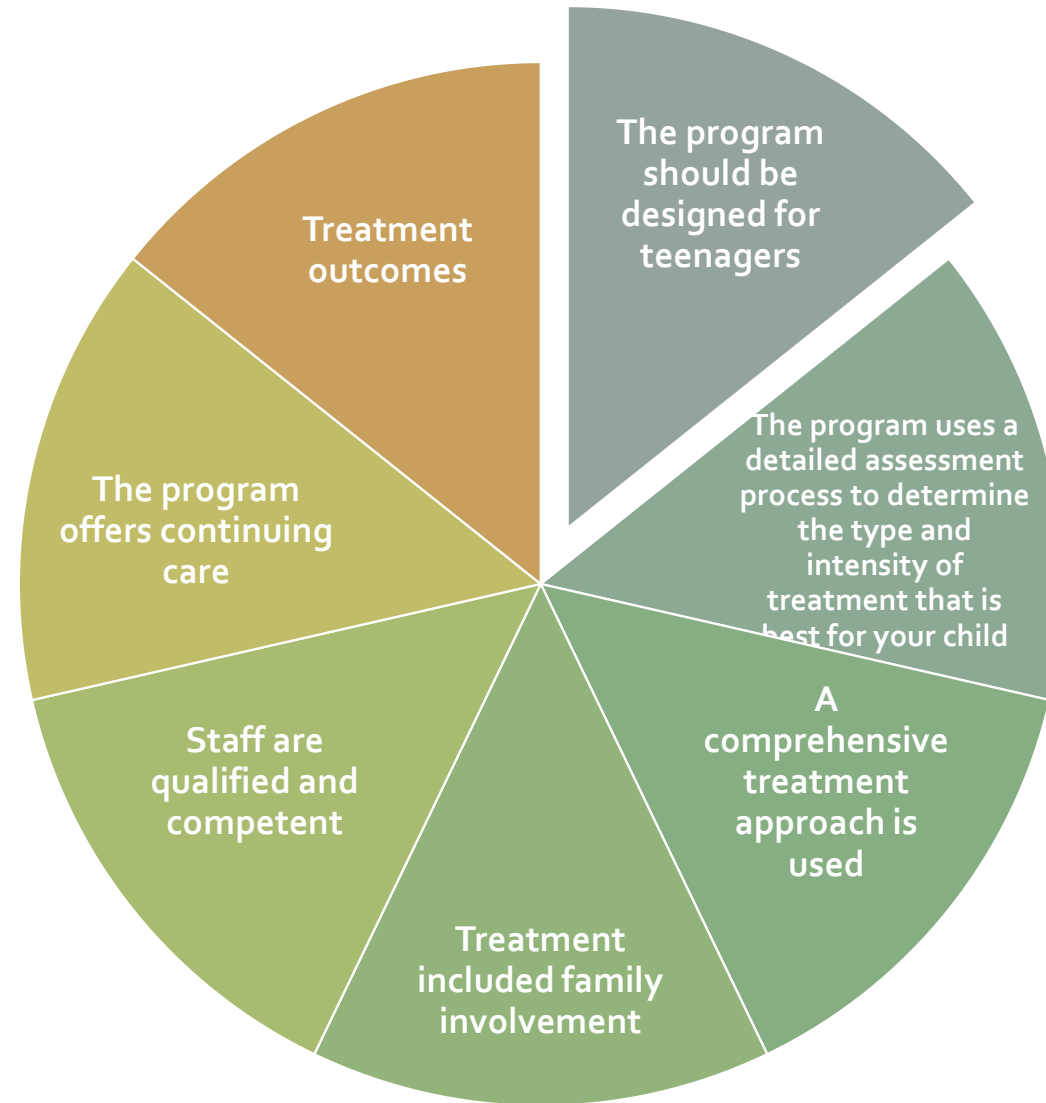 The program
should be
designed for
teenagers
The program uses a
detailed assessment
process to determine
the type and
intensity of
treatment that is
best for your child
A
comprehensive
treatment
approach is
used
Treatment
included family
involvement
Staff are
qualified and
competent
The program
offers continuing
care
Treatment
outcomes